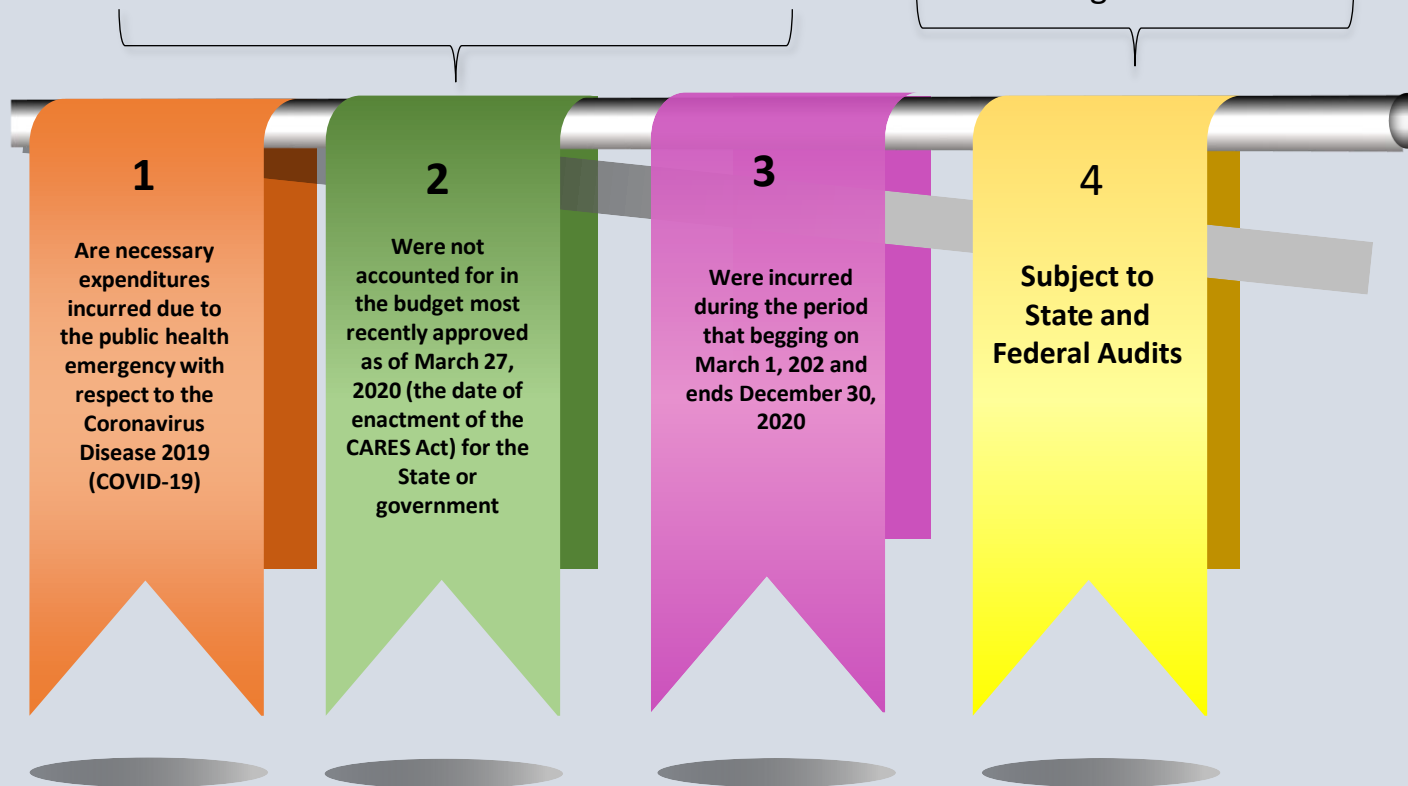 1
Are necessary
expenditures
incurred due to
the public health
emergency with
respect to the
Coronavirus
Disease 2019
(COVID-19)
2
Were not
accounted for in
the budget most
recently approved
as of March 27,
2020 (the date of
enactment of the
CARES Act) for the
State or
government
3
Were incurred
during the period
that begging on
March 1, 202 and
ends December 30,
2020
4
Subject to
State and
Federal Audits